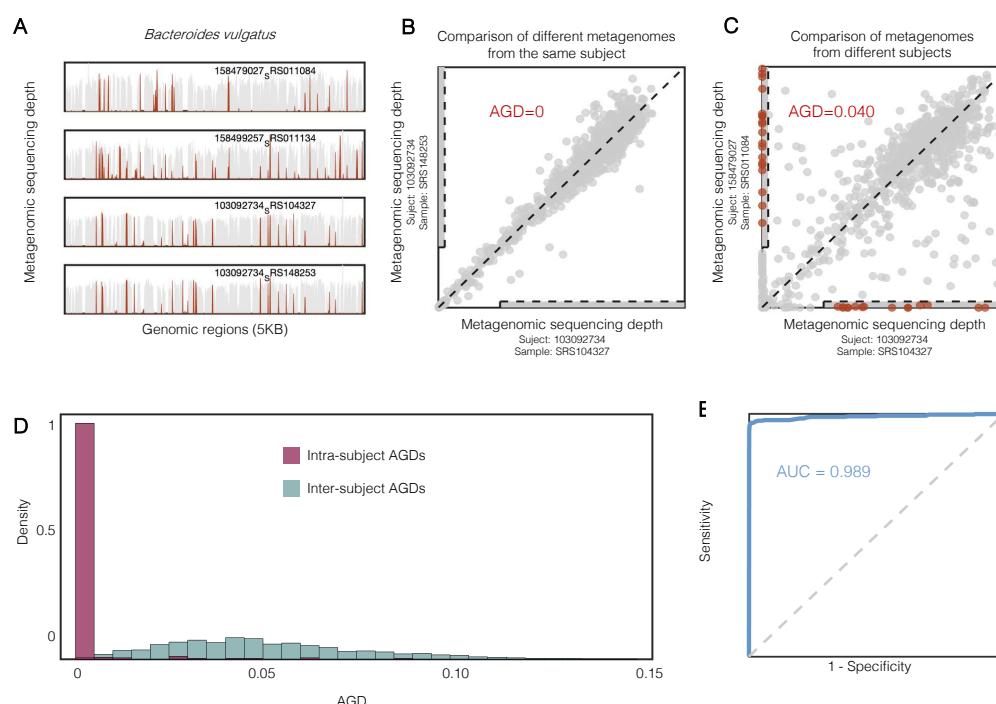 A
Bacteroides vulgatus
Metagenomic sequencing depth
158479027SRS011084
158499257SRS011134
103092734SRS104327
103092734SRS148253
Genomic regions (5KB)
B
Comparison of different metagenomes
from the same subject
AGD=0
Metagenomic sequencing depth
Suject: 103092734
Sample: SRS148253
Metagenomic sequencing depth
Suject: 103092734
Sample: SRS104327
C
Comparison of metagenomes
from different subjects
AGD=0.040
Metagenomic sequencing depth
Suject: 158479027
Sample: SRS011084
Metagenomic sequencing depth
Suject: 103092734
Sample: SRS104327
D
Density
1
0.5
0
Intra-subject AGDs
Inter-subject AGDs
0
0.05
0.10
0.15
AGD
E
Sensitivity
AUC = 0.989
1 - Specificity